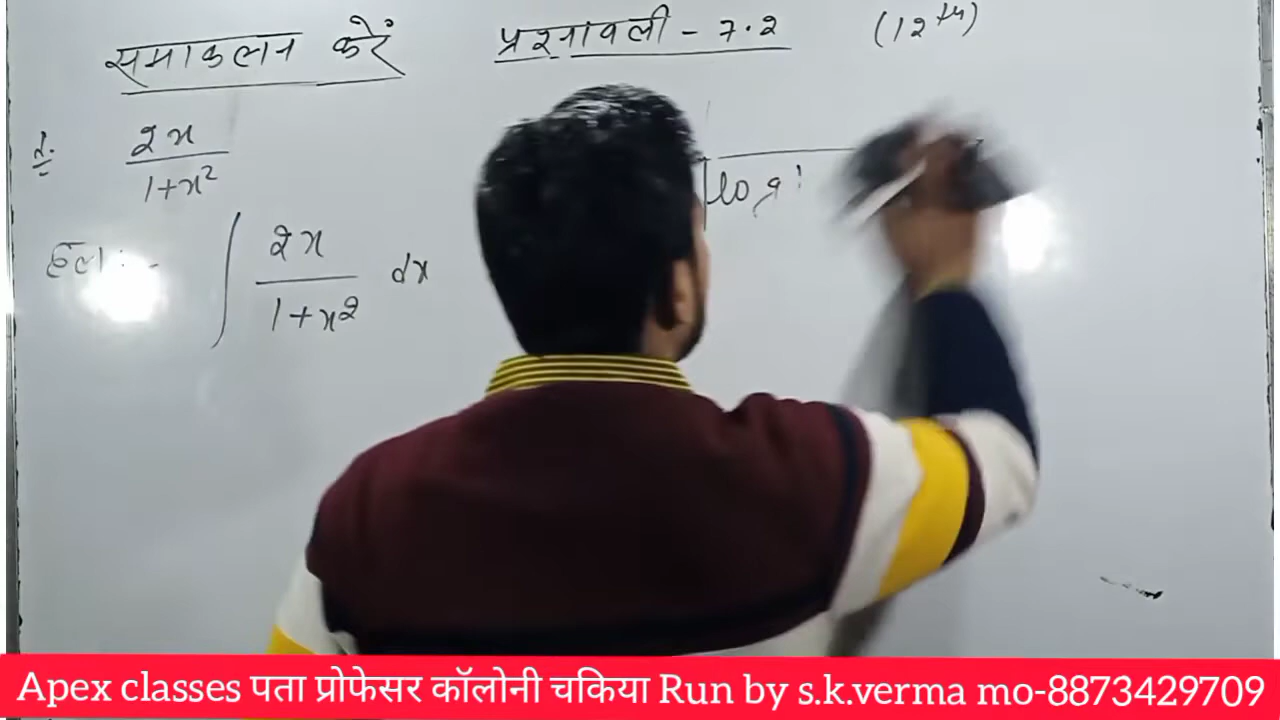 समाकलन करें प्रश्नावली - 7.2 (12th)
1. 2x
1+x²
log
हल :- ∫ 2x dx
1+x²
Apex classes पता प्रोफेसर कॉलोनी चकिया Run by s.k.verma mo-8873429709